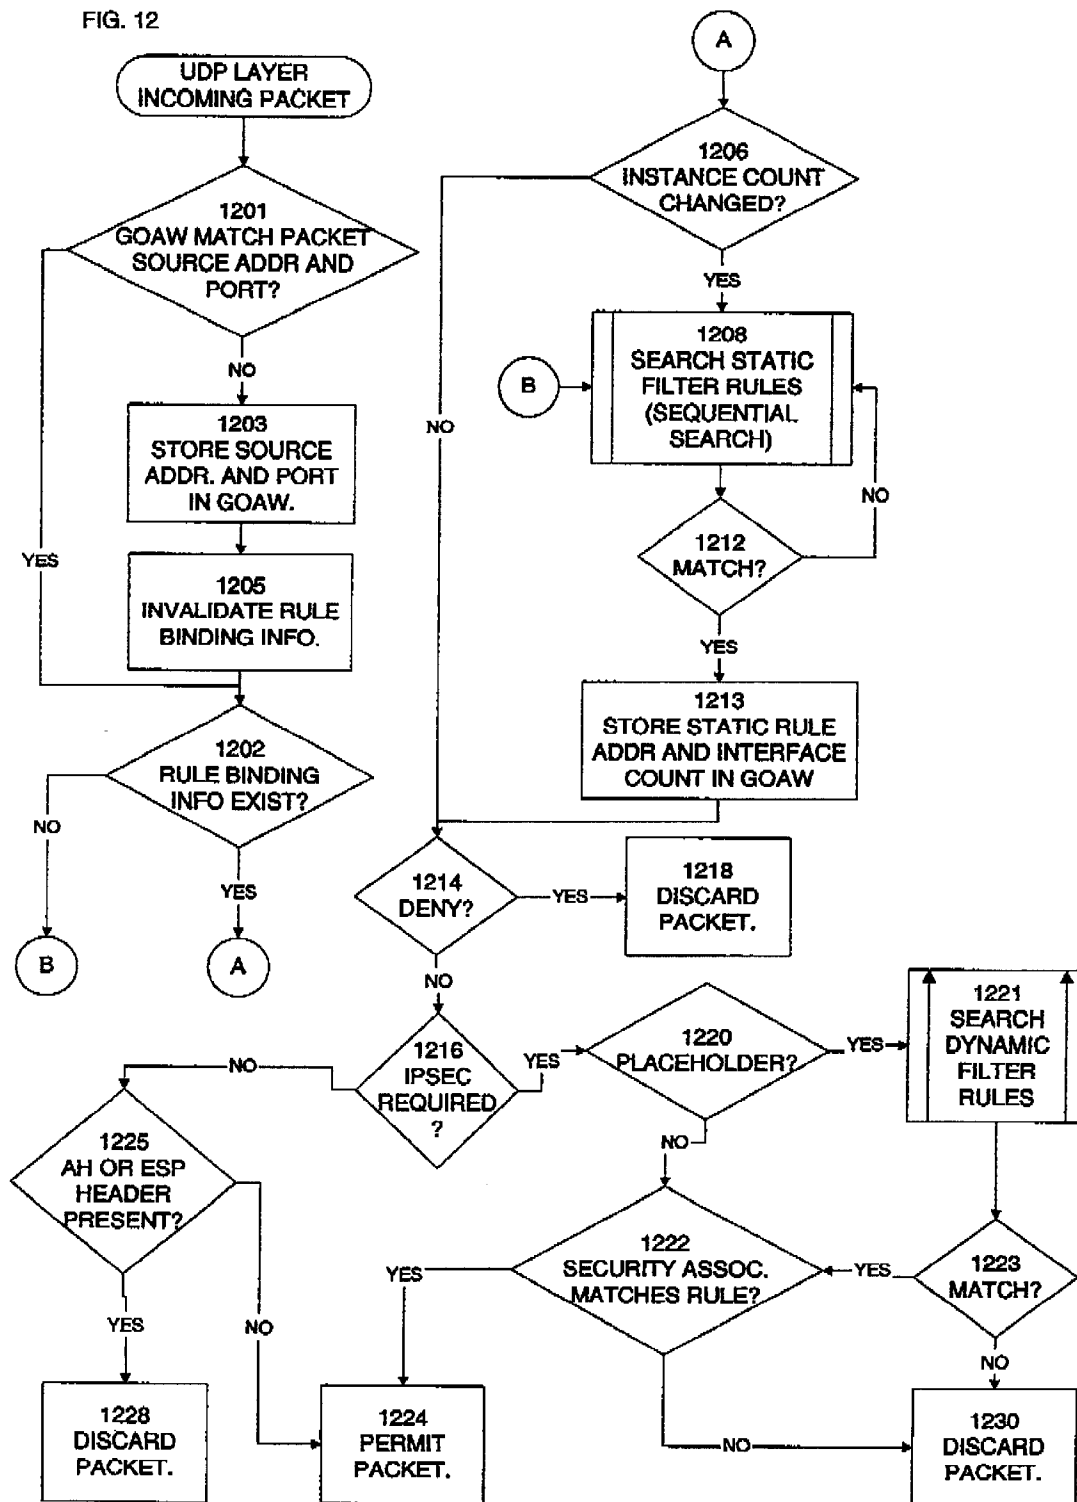 FIG. 12
UDP LAYER
INCOMING PACKET
1201
GOAW MATCH PACKET
SOURCE ADDR AND
PORT?
YES
NO
1203
STORE SOURCE
ADDR. AND PORT
IN GOAW.
1205
INVALIDATE RULE
BINDING INFO.
1202
RULE BINDING
INFO EXIST?
NO
YES
B
A
A
1206
INSTANCE COUNT
CHANGED?
NO
YES
B
1208
SEARCH STATIC
FILTER RULES
(SEQUENTIAL
SEARCH)
NO
1212
MATCH?
YES
1213
STORE STATIC RULE
ADDR AND INTERFACE
COUNT IN GOAW
1214
DENY?
YES
1218
DISCARD
PACKET.
NO
1216
IPSEC
REQUIRED
?
NO
YES
1220
PLACEHOLDER?
YES
1221
SEARCH
DYNAMIC
FILTER
RULES
NO
1225
AH OR ESP
HEADER
PRESENT?
YES
NO
1222
SECURITY ASSOC.
MATCHES RULE?
YES
YES
1223
MATCH?
NO
NO
1228
DISCARD
PACKET.
1224
PERMIT
PACKET.
1230
DISCARD
PACKET.